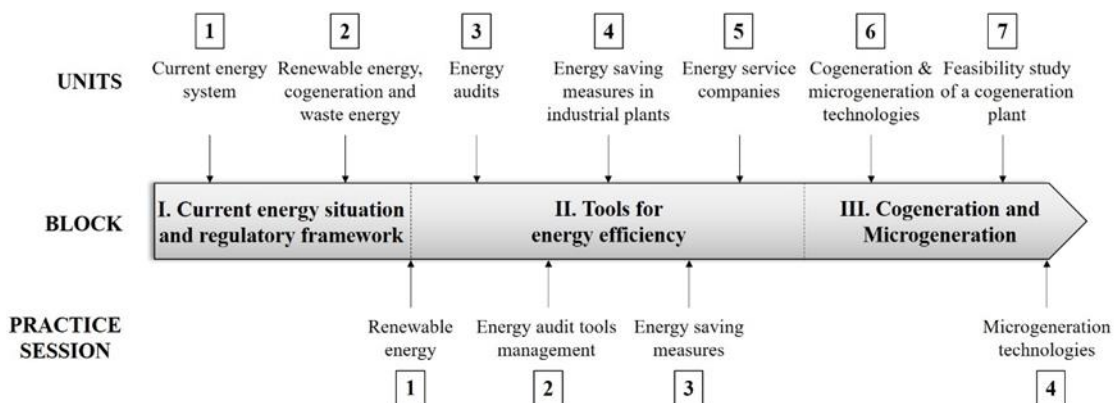 1
2
3
4
5
6
7
UNITS
Current energy
system
Renewable energy,
cogeneration and
waste energy
Energy
audits
Energy saving
measures in
industrial plants
Energy service
companies
Cogeneration &
microgeneration
technologies
Feasibility study
of a cogeneration
plant
BLOCK
I. Current energy situation
and regulatory framework
II. Tools for
energy efficiency
III. Cogeneration and
Microgeneration
PRACTICE
SESSION
Renewable
energy
1
Energy audit tools
management
2
Energy saving
measures
3
Microgeneration
technologies
4